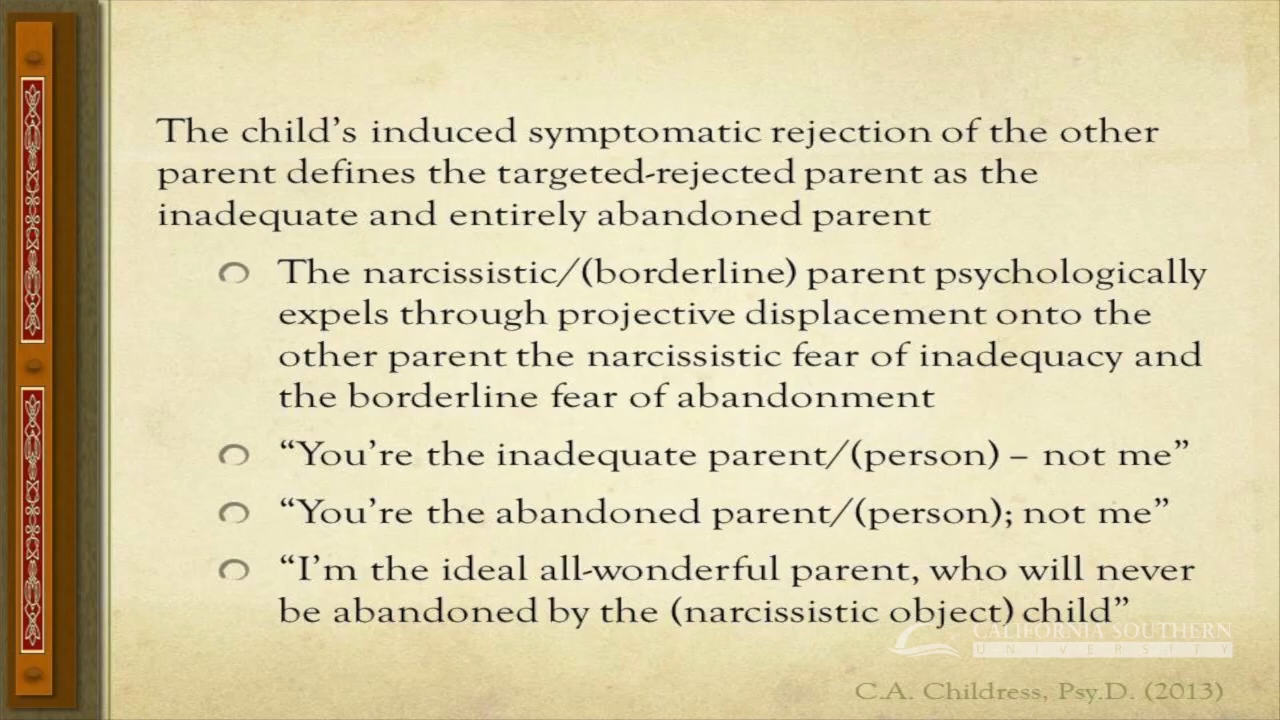 The child’s induced symptomatic rejection of the other
parent defines the targeted-rejected parent as the
inadequate and entirely abandoned parent
The narcissistic/(borderline) parent psychologically
expels through projective displacement onto the
other parent the narcissistic fear of inadequacy and
the borderline fear of abandonment
“You’re the inadequate parent/(person) – not me”
“You’re the abandoned parent/(person); not me”
“I’m the ideal all-wonderful parent, who will never
be abandoned by the (narcissistic object) child”
CALIFORNIA SOUTHERN
UNIVERSITY
C.A. Childress, Psy.D. (2013)